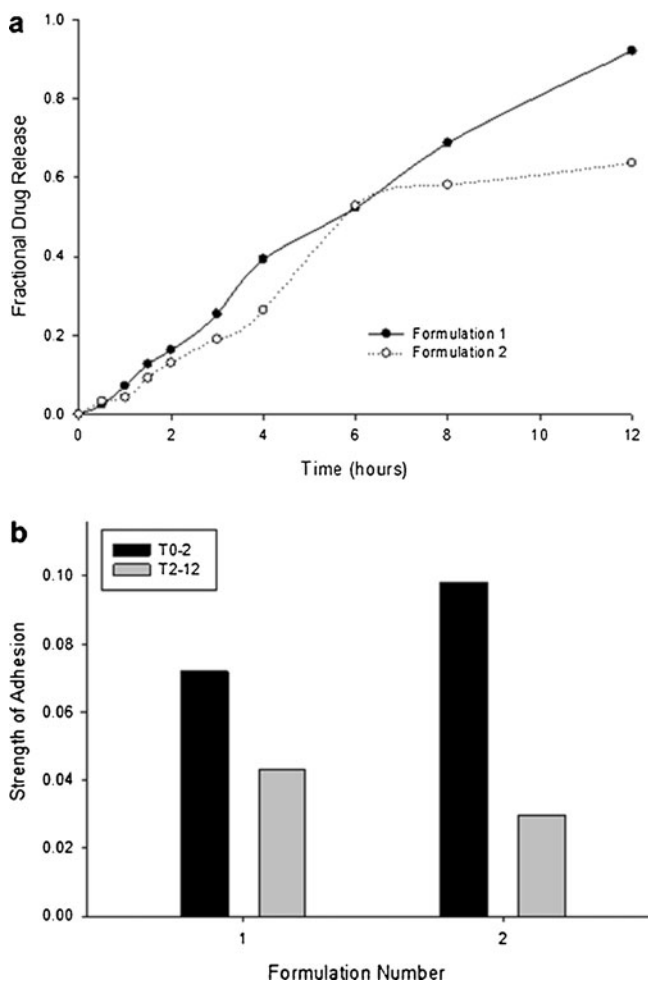 a
1.0
0.8
0.6
0.4
0.2
0.0
Fractional Drug Release
Formulation 1
Formulation 2
0 2 4 6 8 10 12
Time (hours)
b
T0-2
T2-12
0.10
0.08
0.06
0.04
0.02
0.00
Strength of Adhesion
1 2
Formulation Number